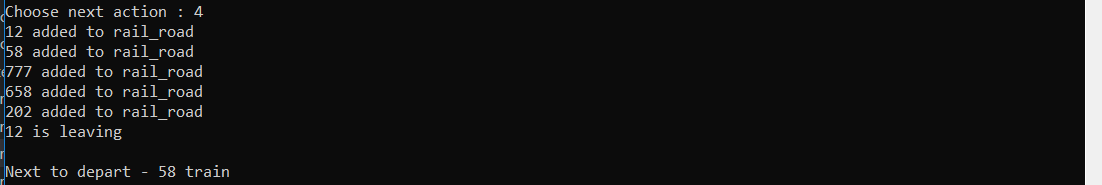 Choose next action : 4
12 added to rail_road
58 added to rail_road
777 added to rail_road
658 added to rail_road
202 added to rail_road
12 is leaving
Next to depart - 58 train